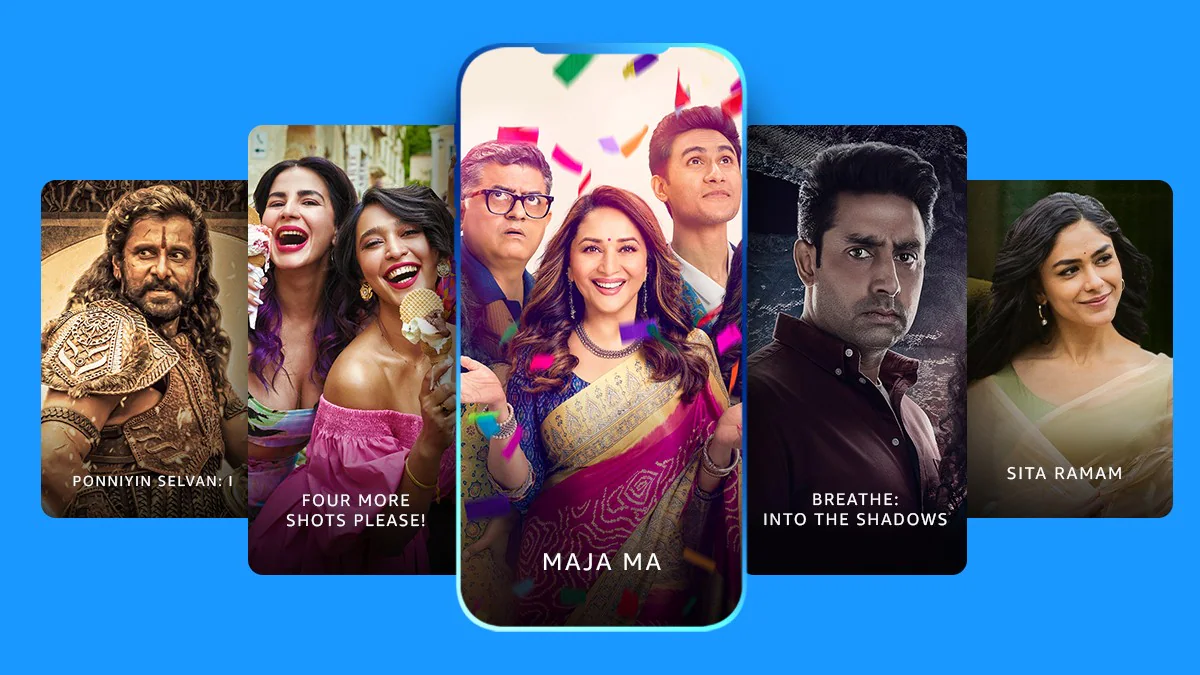 PONNIYIN SELVAN: I
FOUR MORE
SHOTS PLEASE!
MAJA MA
BREATHE:
INTO THE SHADOWS
SITA RAMAM